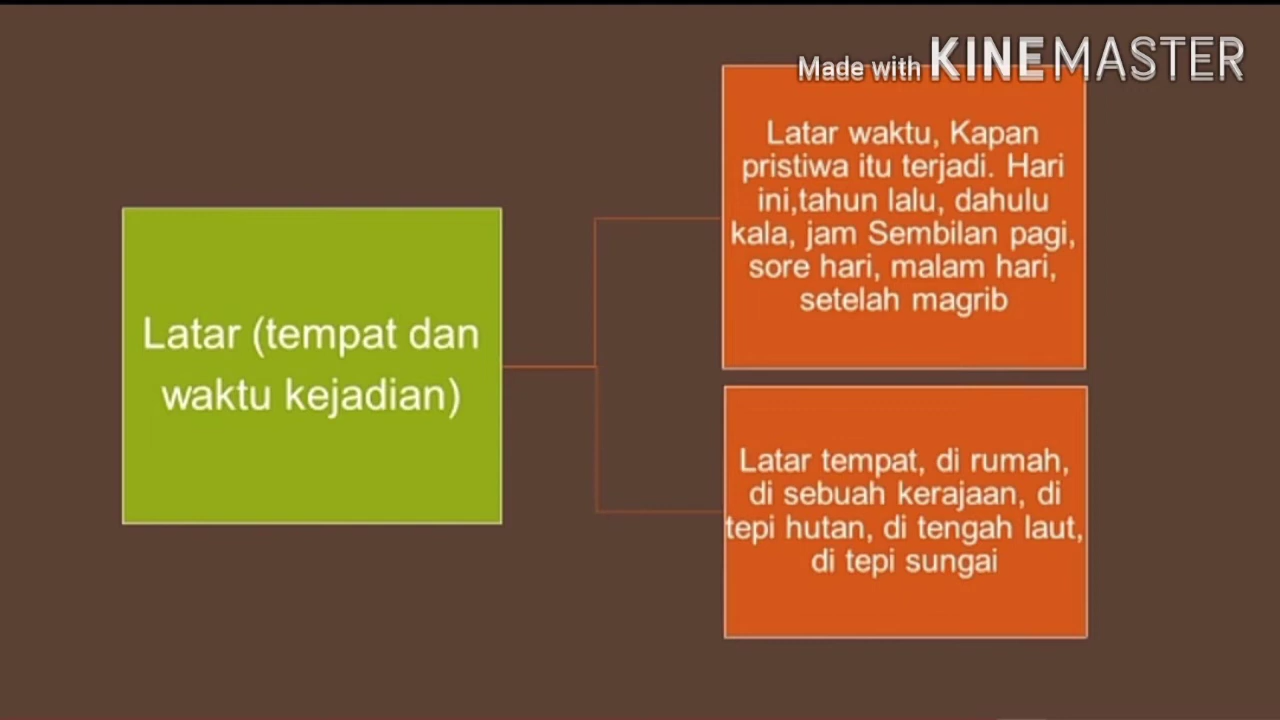 Made with KINEMASTER
Latar (tempat dan
waktu kejadian)
Latar waktu, Kapan
pristiwa itu terjadi. Hari
ini,tahun lalu, dahulu
kala, jam Sembilan pagi,
sore hari, malam hari,
setelah magrib
Latar tempat, di rumah,
di sebuah kerajaan, di
tepi hutan, di tengah laut,
di tepi sungai